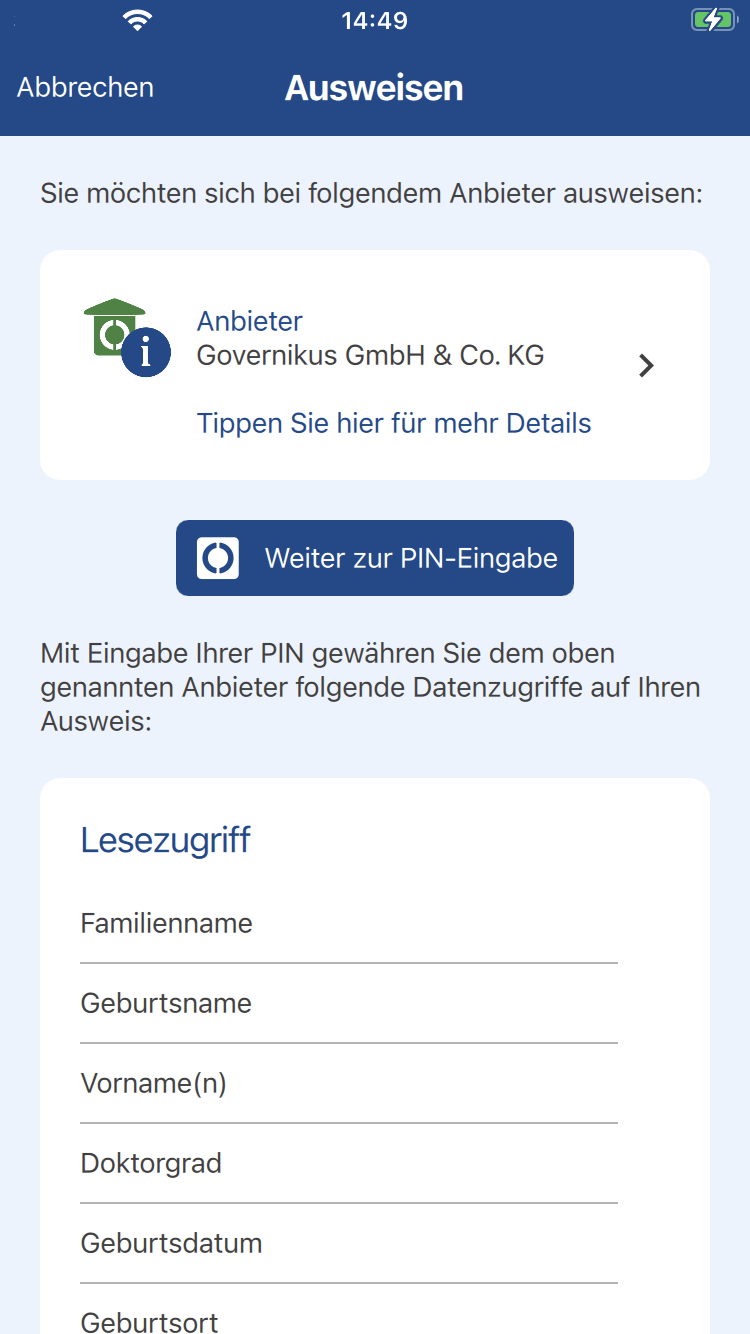 14:49
Abbrechen
Ausweisen
Sie möchten sich bei folgendem Anbieter ausweisen:
Anbieter
Governikus GmbH & Co. KG
Tippen Sie hier für mehr Details
Weiter zur PIN-Eingabe
Mit Eingabe Ihrer PIN gewähren Sie dem oben
genannten Anbieter folgende Datenzugriffe auf Ihren
Ausweis:
Lesezugriff
Familienname
Geburtsname
Vorname(n)
Doktorgrad
Geburtsdatum
Geburtsort